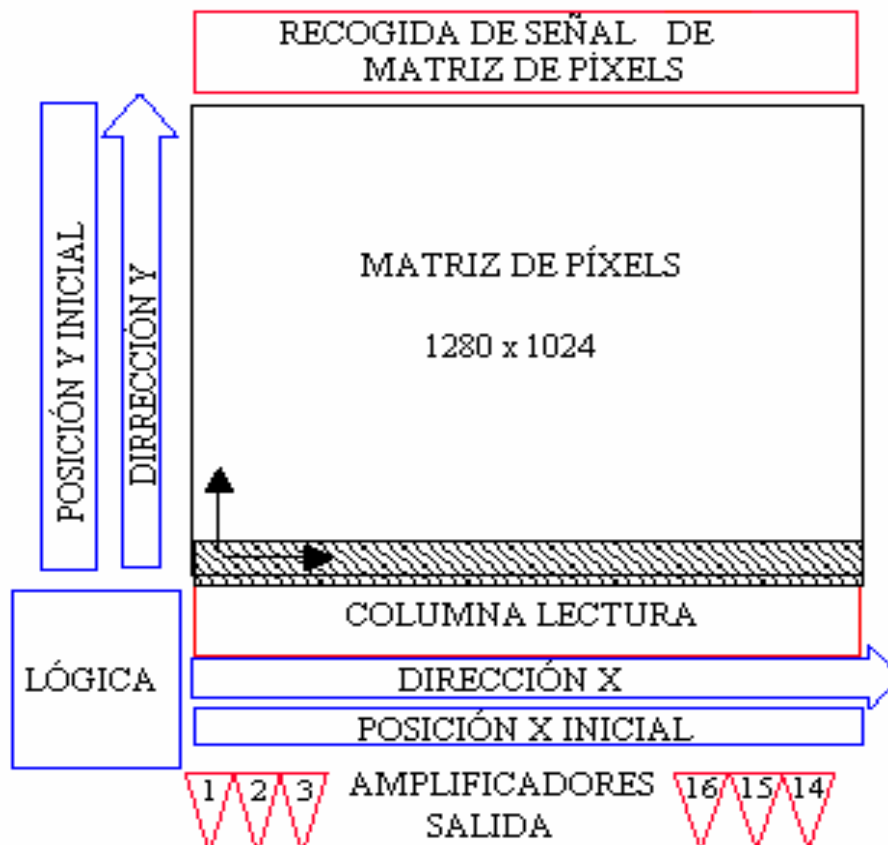 RECOGIDA DE SEÑAL DE
MATRIZ DE PÍXELS
POSICIÓN Y INICIAL
DIRRECCIÓN Y
MATRIZ DE PÍXELS
1280 x 1024
COLUMNA LECTURA
LÓGICA
DIRECCIÓN X
POSICIÓN X INICIAL
1 2 3 AMPLIFICADORES 16 15 14
SALIDA